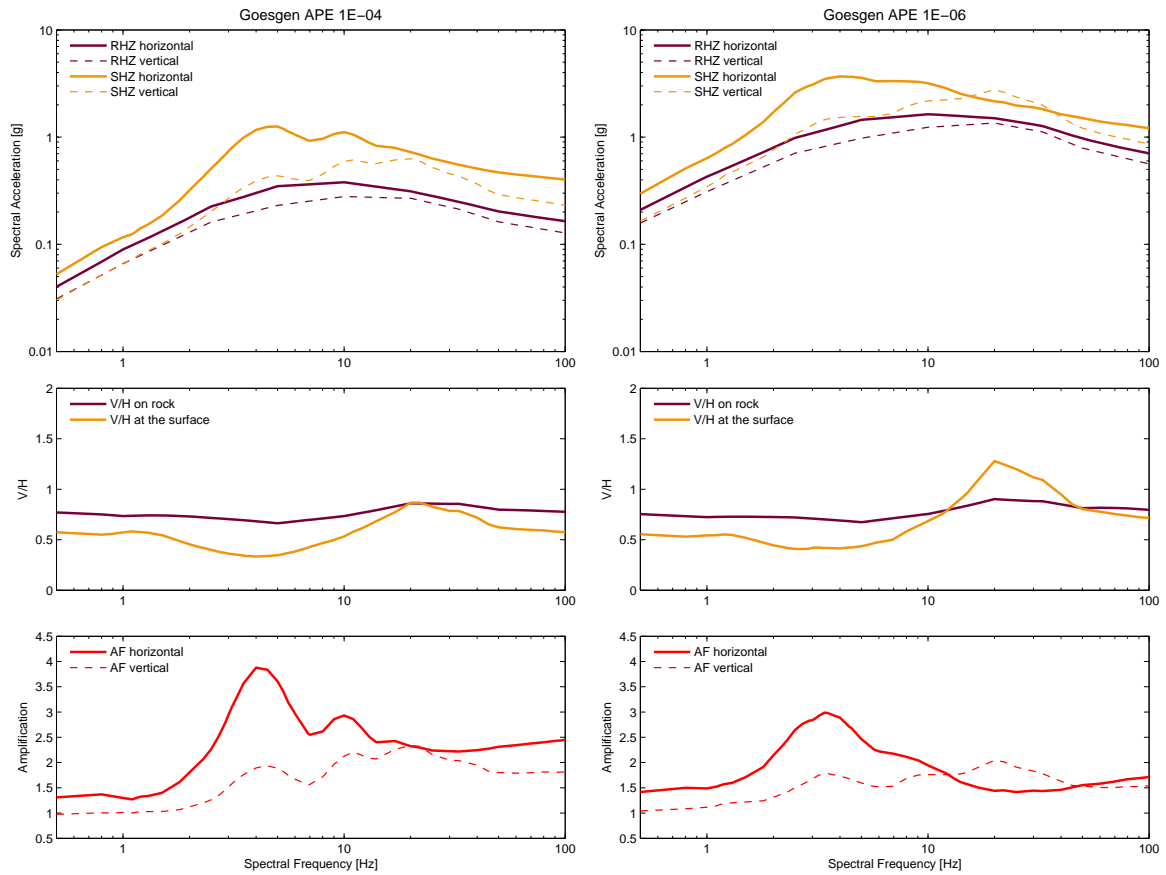 Goesgen APE 1E−04
RHZ horizontal
RHZ vertical
SHZ horizontal
SHZ vertical
10
1
0.1
0.01
Spectral Acceleration [g]
1
10
100
Goesgen APE 1E−06
RHZ horizontal
RHZ vertical
SHZ horizontal
SHZ vertical
10
1
0.1
0.01
Spectral Acceleration [g]
1
10
100
V/H on rock
V/H at the surface
2
1.5
1
0.5
0
V/H
1
10
100
V/H on rock
V/H at the surface
2
1.5
1
0.5
0
V/H
1
10
100
AF horizontal
AF vertical
4.5
4
3.5
3
2.5
2
1.5
1
0.5
Amplification
1
10
100
Spectral Frequency [Hz]
AF horizontal
AF vertical
4.5
4
3.5
3
2.5
2
1.5
1
0.5
Amplification
1
10
100
Spectral Frequency [Hz]